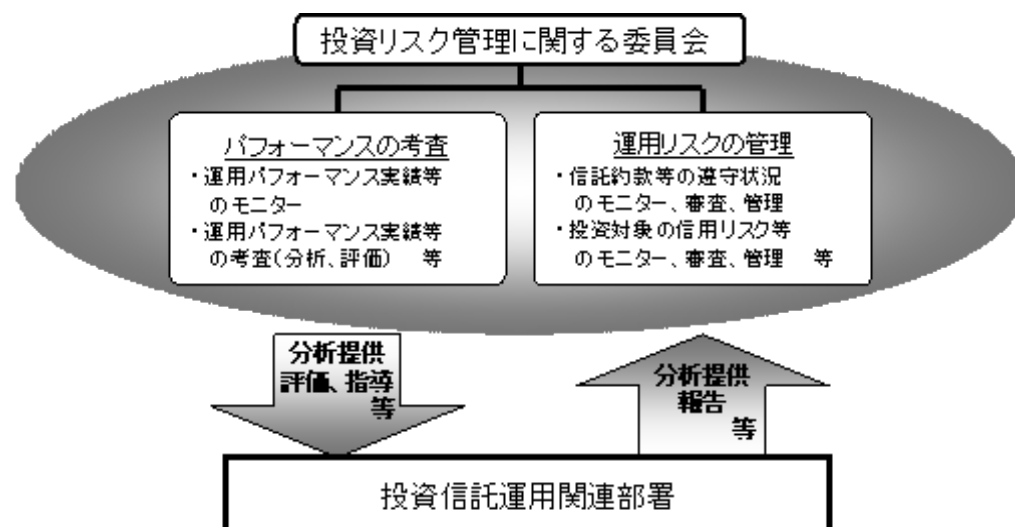 投資リスク管理に関する委員会
パフォーマンスの考査
・運用パフォーマンス実績等
のモニター
・運用パフォーマンス実績等
の考査(分析、評価) 等
運用リスクの管理
・信託約款等の遵守状況
のモニター、審査、管理
・投資対象の信用リスク等
のモニター、審査、管理 等
分析提供
評価、指導
等
分析提供
報告
等
投資信託運用関連部署